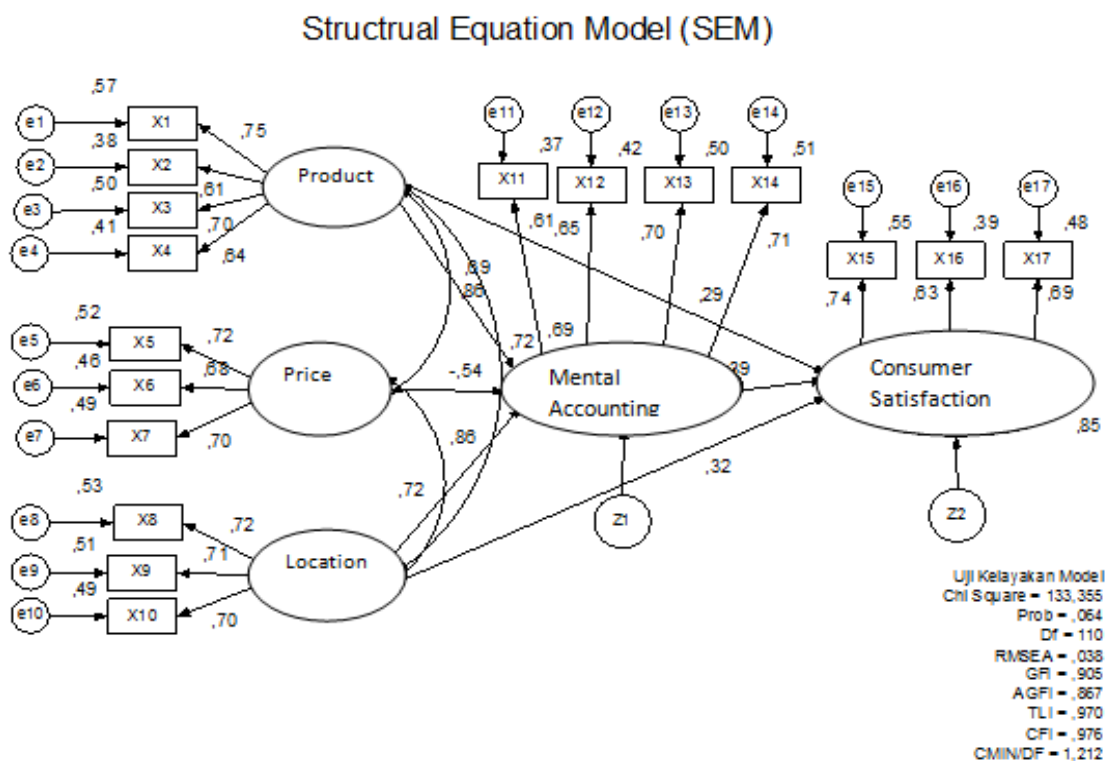 Structrual Equation Model (SEM)
,57
e1
X1
,75
,38
e2
X2
,61
,50
e3
X3
,70
,41
e4
X4
,64
Product
,52
e5
X5
,72
,46
e6
X6
,68
,49
e7
X7
,70
Price
,53
e8
X8
,72
,51
e9
X9
,71
,49
e10
X10
,70
Location
e11
e12
e13
e14
,37
,42
,50
,51
X11
X12
X13
X14
,61
,65
,70
,71
,86
,29
,72
,69
-,54
,86
,72
,32
Mental
Accounting
Z1
e15
e16
e17
,55
,39
,48
X15
X16
X17
,74
,63
,69
Consumer
Satisfaction
,85
Z2
Uji Kelayakan Model
Chi Square = 133,355
Prob = ,064
Df = 110
RMSEA = ,038
GFI = ,905
AGFI = ,867
TLI = ,970
CFI = ,976
CMIN/DF = 1,212